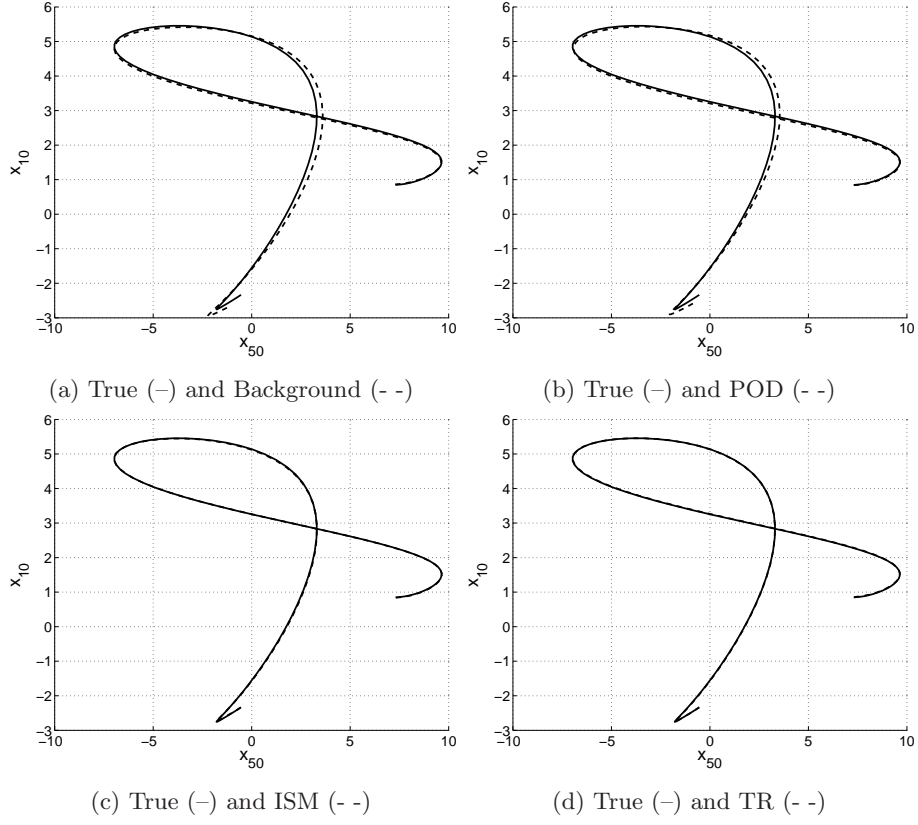 6
5
4
3
2
1
0
−1
−2
−3
−10 −5 0 5 10
x10
x50
(a) True (–) and Background (- -)
6
5
4
3
2
1
0
−1
−2
−3
−10 −5 0 5 10
x10
x50
(b) True (–) and POD (- -)
6
5
4
3
2
1
0
−1
−2
−3
−10 −5 0 5 10
x10
x50
(c) True (–) and ISM (- -)
6
5
4
3
2
1
0
−1
−2
−3
−10 −5 0 5 10
x10
x50
(d) True (–) and TR (- -)